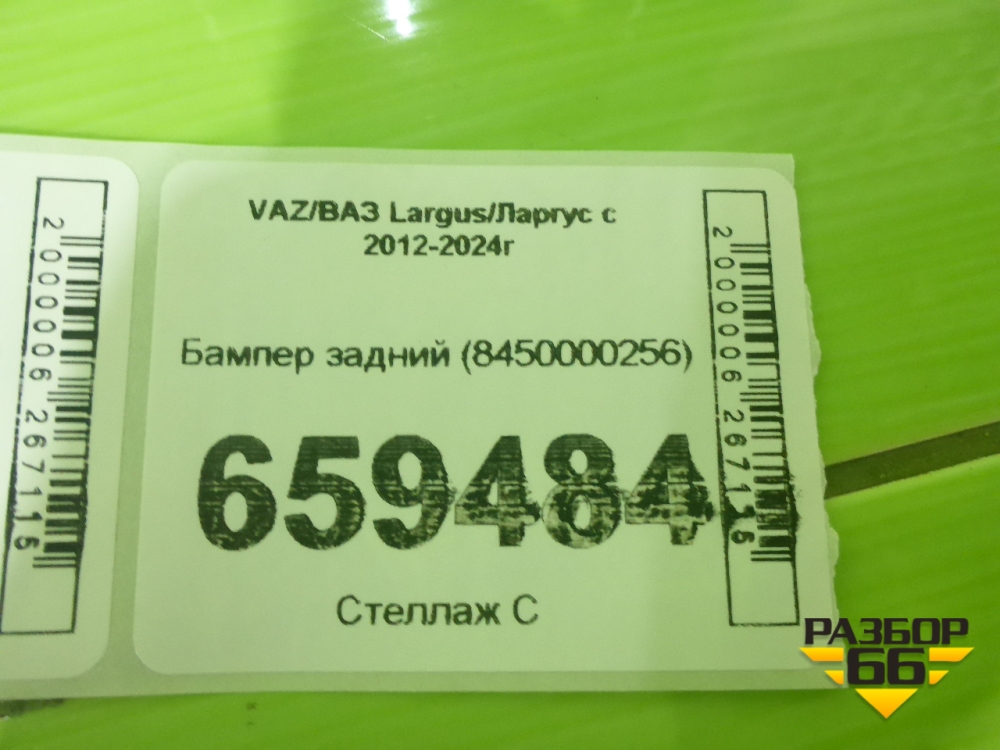 2000006267115
VAZ/ВАЗ Largus/Ларгус с
2012-2024г
Бампер задний (8450000256)
659484
Стеллаж С
2000006267115
РАЗБОР
66